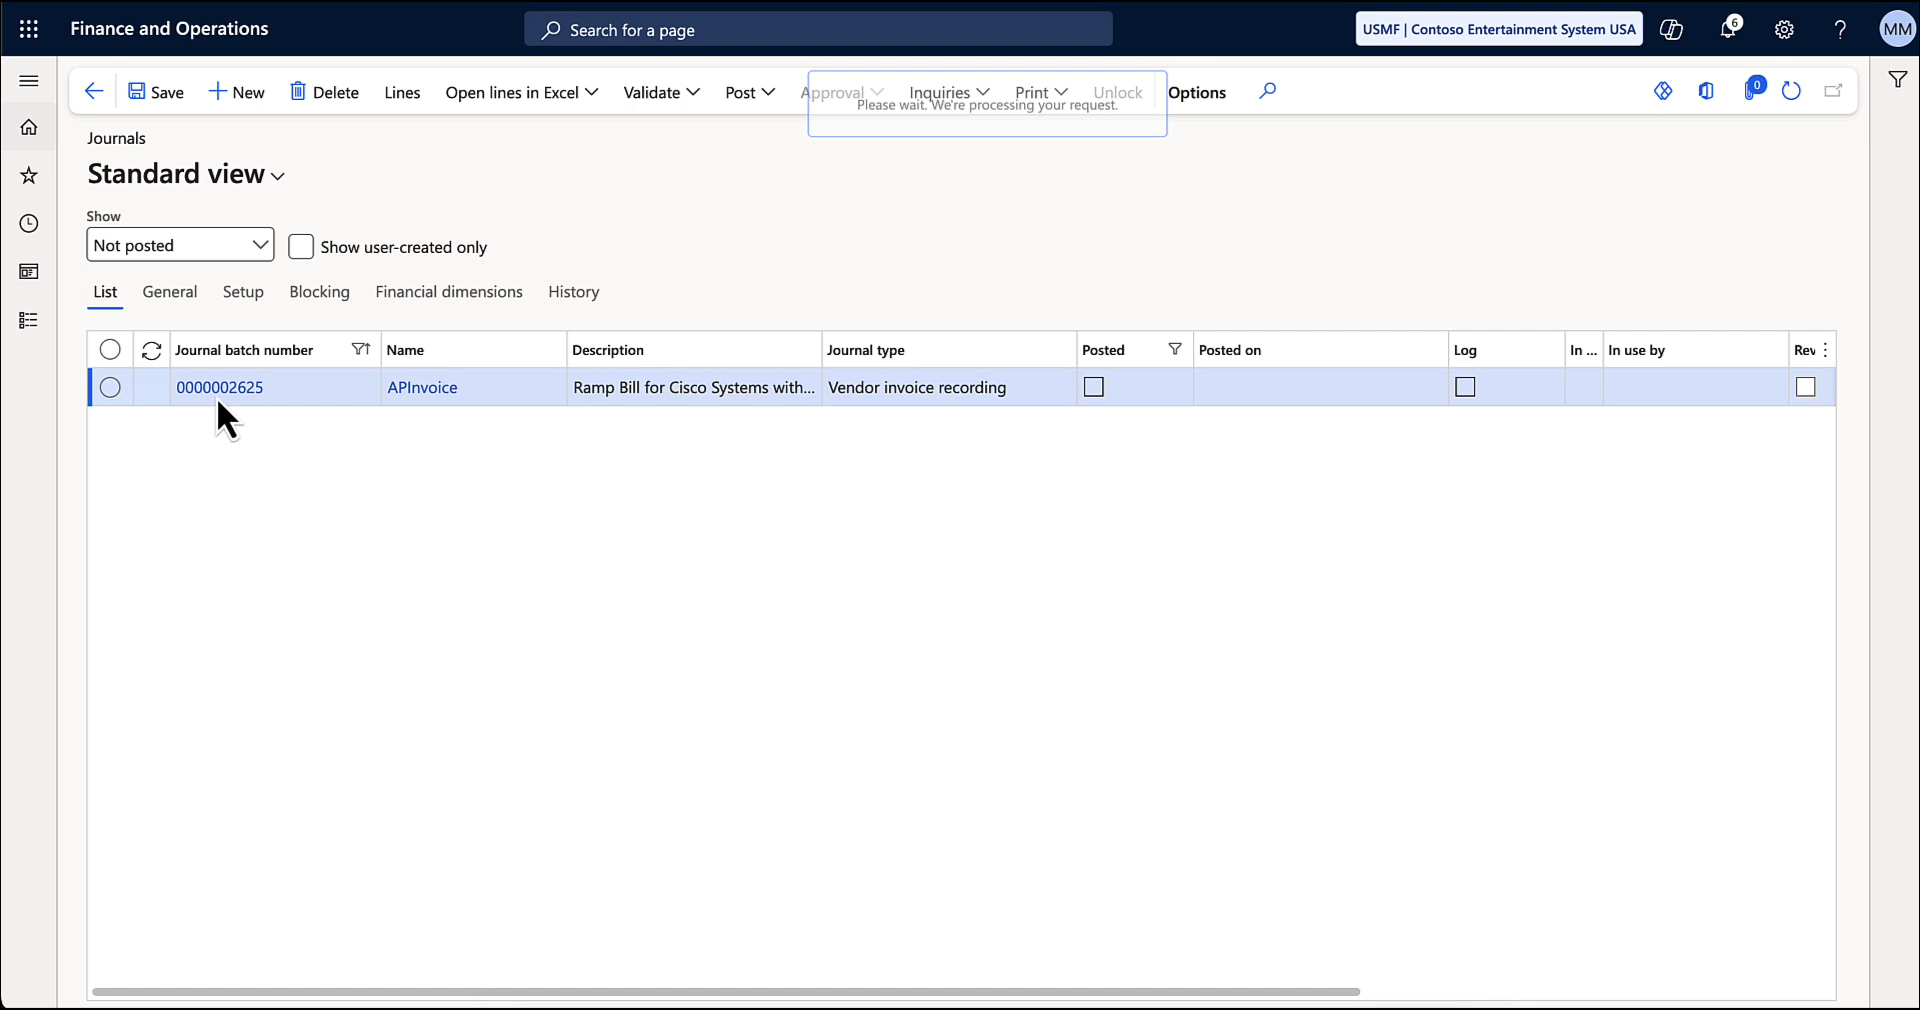 Finance and Operations
Search for a page
USMF | Contoso Entertainment System USA
6
MM
Save
New
Delete
Lines
Open lines in Excel
Validate
Post
Approval
Inquiries
Print
Unlock
Options
0
Please wait. We're processing your request.
Journals
Standard view
Show
Not posted
Show user-created only
List General Setup Blocking Financial dimensions History
Journal batch number Name Description Journal type Posted Posted on Log In ... In use by Rev
0000002625 APInvoice Ramp Bill for Cisco Systems with... Vendor invoice recording